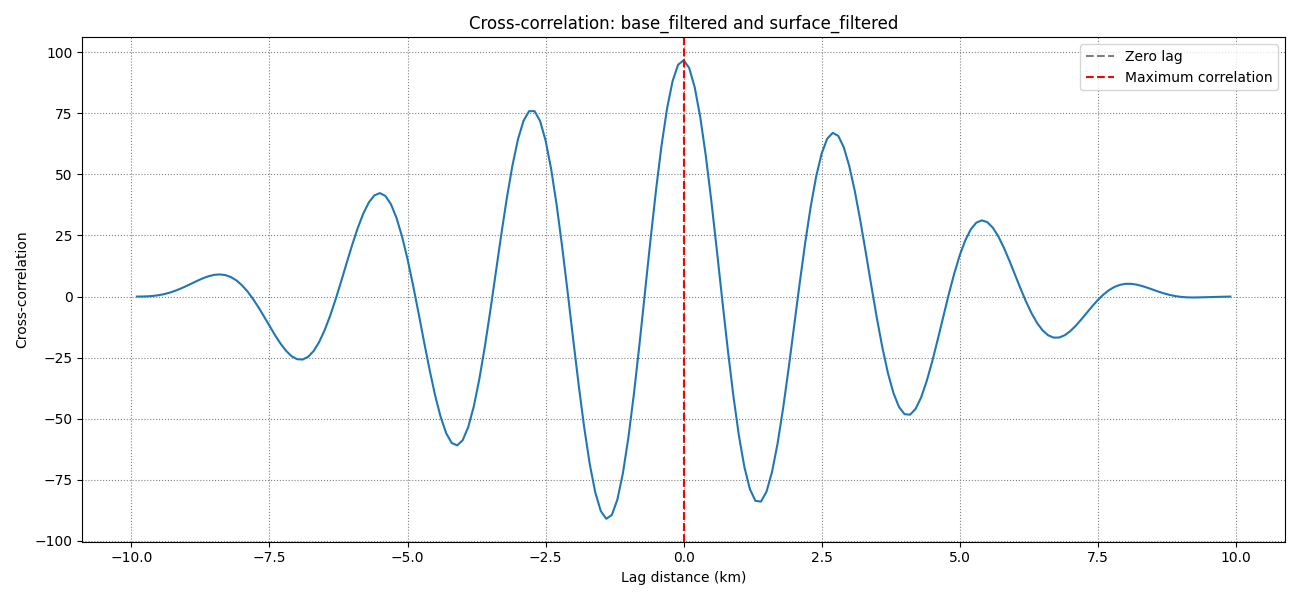 Cross-correlation: base_filtered and surface_filtered
Zero lag
Maximum correlation
Cross-correlation
100
75
50
25
0
−25
−50
−75
−100
−10.0 −7.5 −5.0 −2.5 0.0 2.5 5.0 7.5 10.0
Lag distance (km)